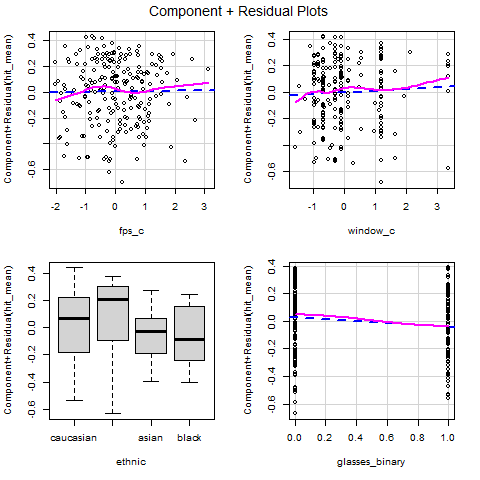 Component + Residual Plots
Component+Residual(hit_mean)
0.4
0.2
0.0
-0.2
-0.6
-2 -1 0 1 2 3
fps_c
Component+Residual(hit_mean)
0.4
0.2
0.0
-0.2
-0.6
-1 0 1 2 3
window_c
Component+Residual(hit_mean)
0.4
0.2
0.0
-0.2
-0.4
-0.6
caucasian asian black
ethnic
Component+Residual(hit_mean)
0.4
0.2
0.0
-0.2
-0.4
-0.6
0.0 0.2 0.4 0.6 0.8 1.0
glasses_binary